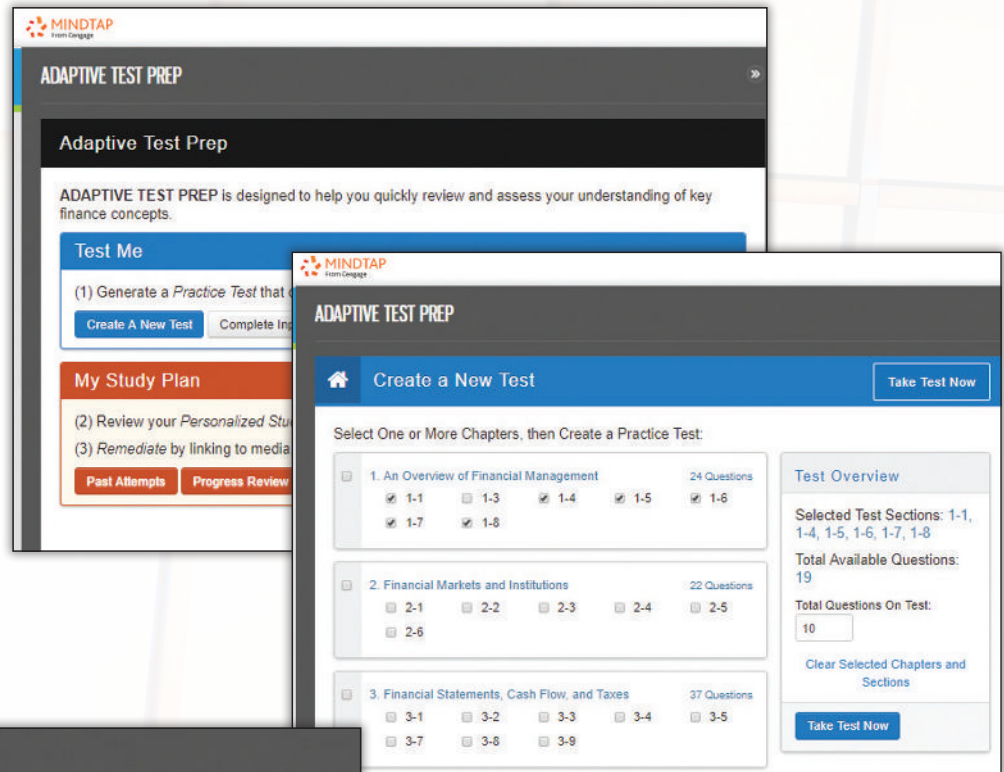 MINDTAP
From Cengage
ADAPTIVE TEST PREP
»
Adaptive Test Prep
ADAPTIVE TEST PREP is designed to help you quickly review and assess your understanding of key
finance concepts.
Test Me
(1) Generate a Practice Test that
Create A New Test Complete
My Study Plan
(2) Review your Personalized
(3) Remediate by linking to media
Past Attempts Progress Review
MINDTAP
From Cengage
ADAPTIVE TEST PREP
Create a New Test Take Test Now
Select One or More Chapters, then Create a Practice Test:
1. An Overview of Financial Management 24 Questions
1-1 1-3 1-4 1-5 1-6
1-7 1-8
2. Financial Markets and Institutions 22 Questions
2-1 2-2 2-3 2-4 2-5
2-6
3. Financial Statements, Cash Flow, and Taxes 37 Questions
3-1 3-2 3-3 3-4 3-5
3-7 3-8 3-9
Test Overview
Selected Test Sections: 1-1,
1-4, 1-5, 1-6, 1-7, 1-8
Total Available Questions:
19
Total Questions On Test:
10
Clear Selected Chapters and
Sections
Take Test Now